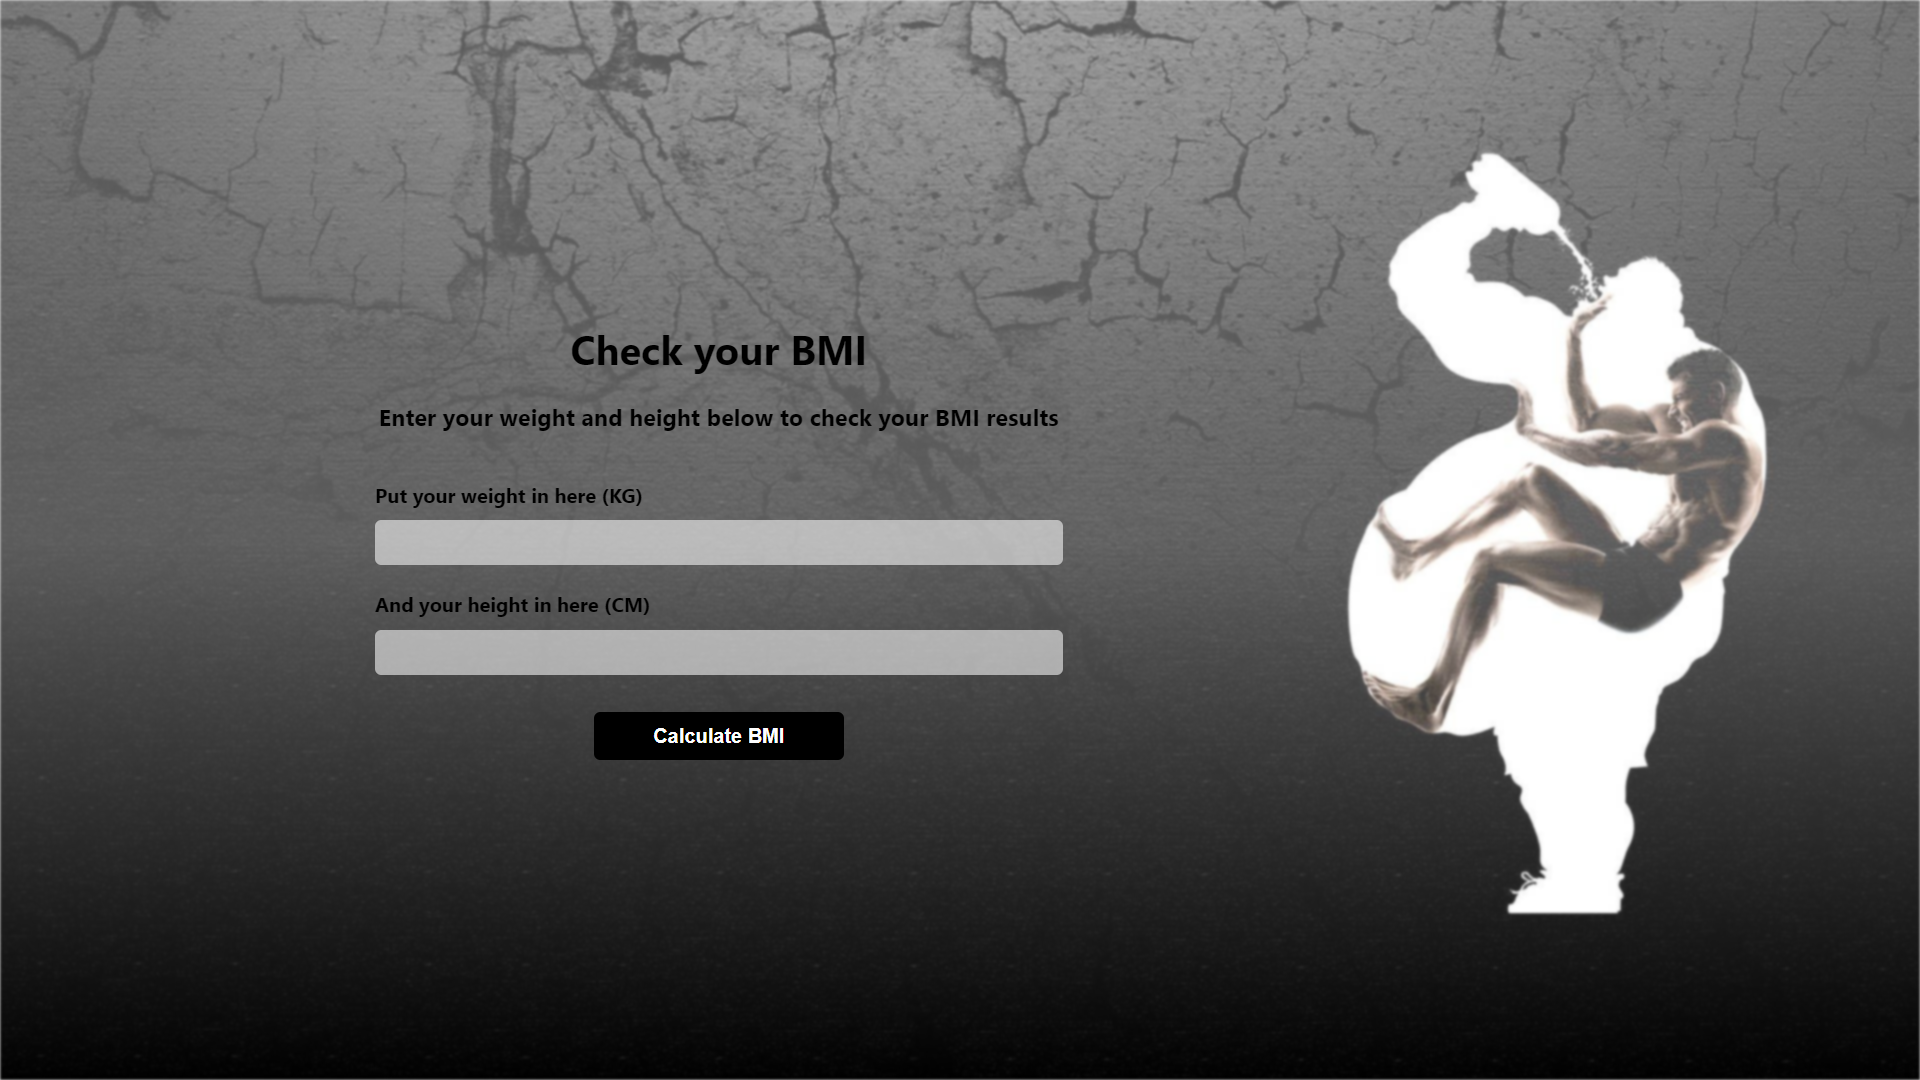 Check your BMI
Enter your weight and height below to check your BMI results
Put your weight in here (KG)
And your height in here (CM)
Calculate BMI